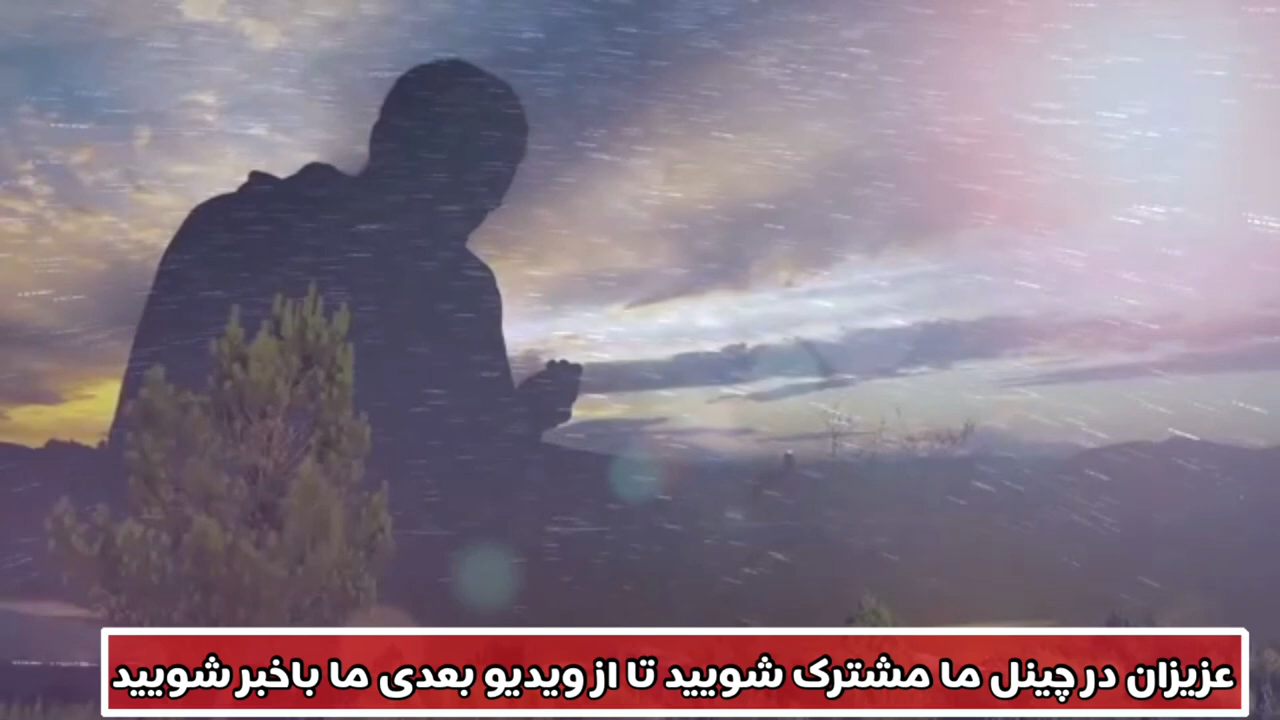 عزیزان در چینل ما مشترک شویید تا از ویدیو بعدی ما باخبر شویید